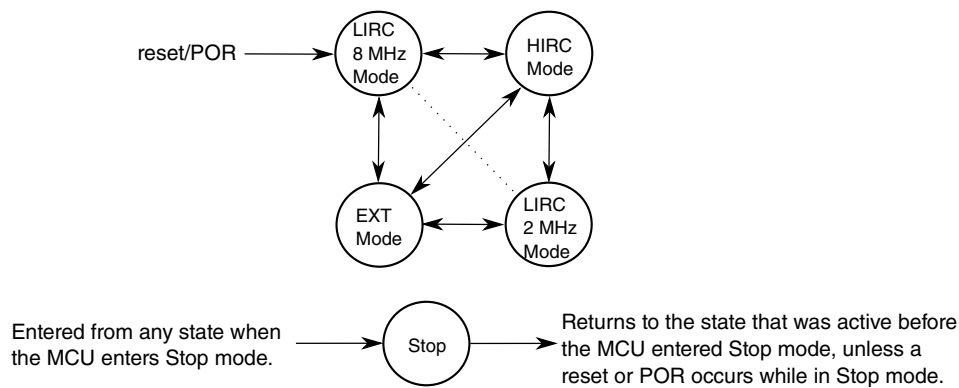 reset/POR
LIRC
8 MHz
Mode
HIRC
Mode
EXT
Mode
LIRC
2 MHz
Mode
Entered from any state when
the MCU enters Stop mode.
Stop
Returns to the state that was active before
the MCU entered Stop mode, unless a
reset or POR occurs while in Stop mode.